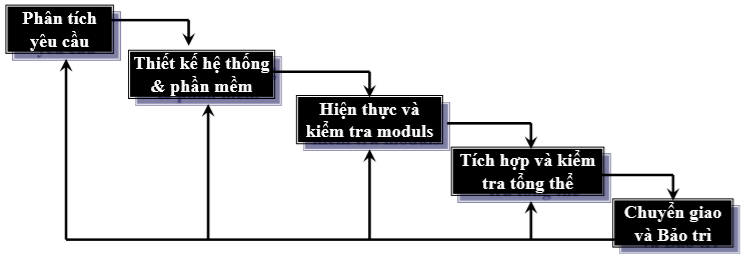 Phân tích
yêu cầu
Thiết kế hệ thống
& phần mềm
Hiện thực và
kiểm tra moduls
Tích hợp và kiểm
tra tổng thể
Chuyển giao
và Bảo trì